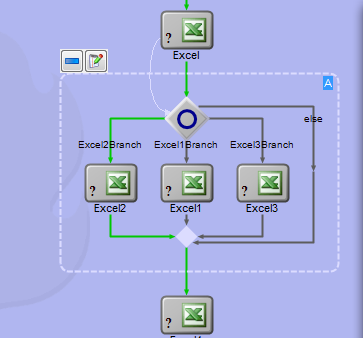 ?
Excel
A
else
Excel2Branch Excel1Branch Excel3Branch
? ? ?
Excel2 Excel1 Excel3
?